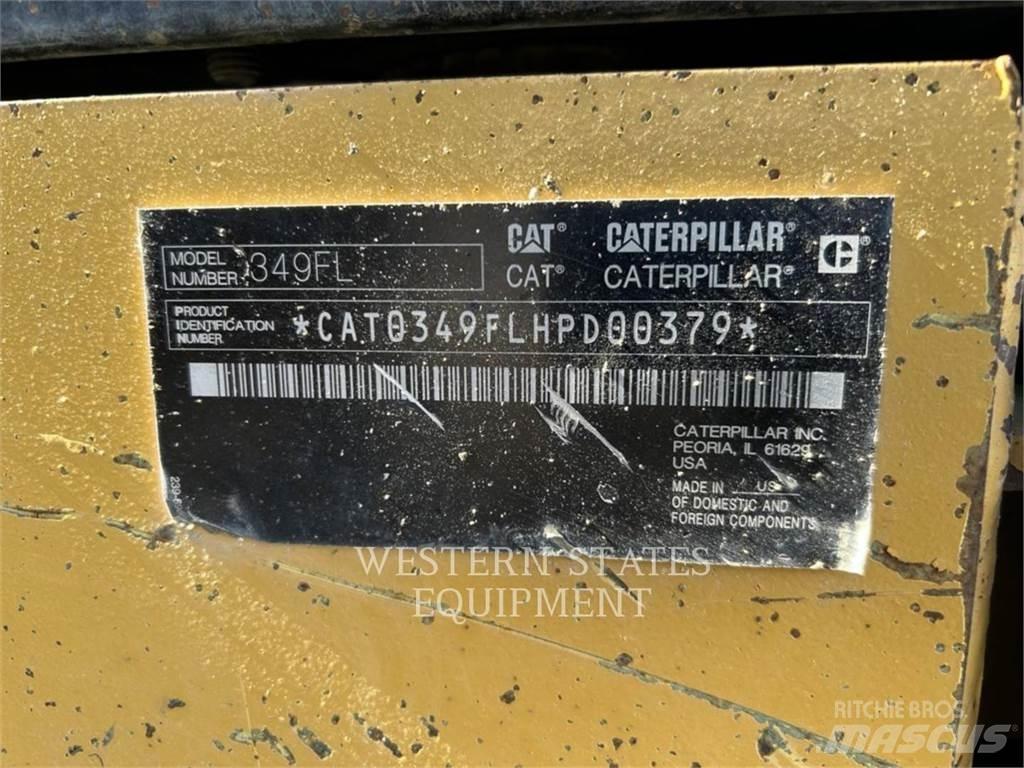 CAT® CATERPILLAR®
CAT® CATERPILLAR®
MODEL NUMBER 349FL
PRODUCT IDENTIFICATION NUMBER *CAT0349FLHPD00379*
CATERPILLAR INC.
PEORIA, IL 61629
USA
MADE IN US
OF DOMESTIC AND
FOREIGN COMPONENTS
WESTERN STATES
EQUIPMENT
RITCHIE BROS.
MASCUS